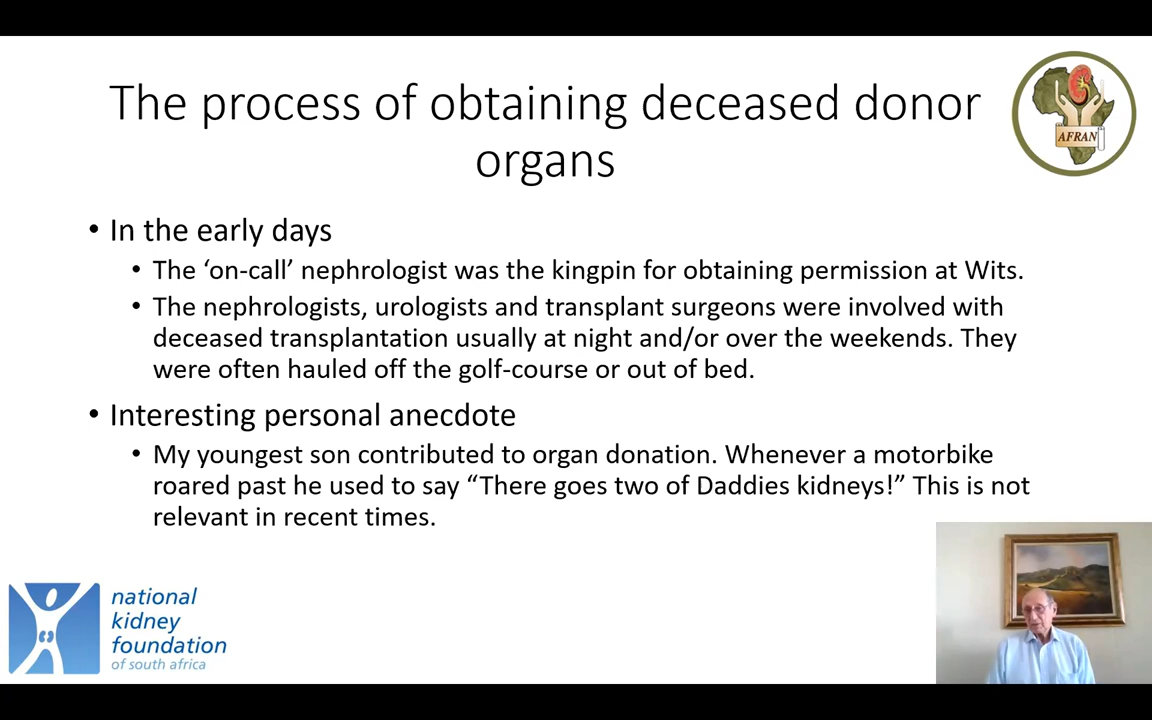 The process of obtaining deceased donor
organs
AFRAN
• In the early days
• The ‘on-call’ nephrologist was the kingpin for obtaining permission at Wits.
• The nephrologists, urologists and transplant surgeons were involved with
deceased transplantation usually at night and/or over the weekends. They
were often hauled off the golf-course or out of bed.
• Interesting personal anecdote
• My youngest son contributed to organ donation. Whenever a motorbike
roared past he used to say “There goes two of Daddies kidneys!” This is not
relevant in recent times.
national
kidney
foundation
of south africa